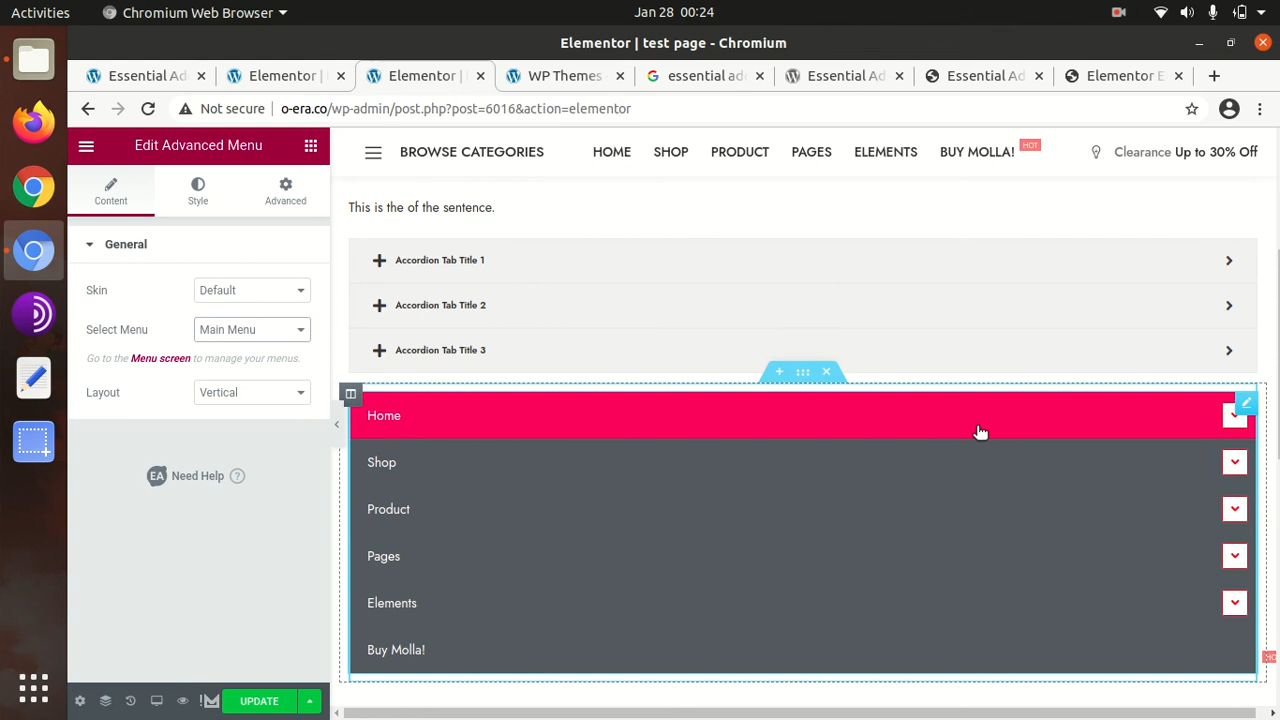 Activities
Chromium Web Browser
Jan 28 00:24
Elementor | test page - Chromium
Essential Ad
Elementor |
Elementor |
WP Themes
essential ad
Essential Ad
Essential Ad
Elementor E
Not secure
o-era.co/wp-admin/post.php?post=6016&action=elementor
Edit Advanced Menu
BROWSE CATEGORIES
HOME
SHOP
PRODUCT
PAGES
ELEMENTS
BUY MOLLA!
HOT
Clearance Up to 30% Off
Content
Style
Advanced
General
Skin
Default
Select Menu
Main Menu
Go to the Menu screen to manage your menus.
Layout
Vertical
EA Need Help ?
This is the of the sentence.
Accordion Tab Title 1
Accordion Tab Title 2
Accordion Tab Title 3
Home
Shop
Product
Pages
Elements
Buy Molla!
UPDATE